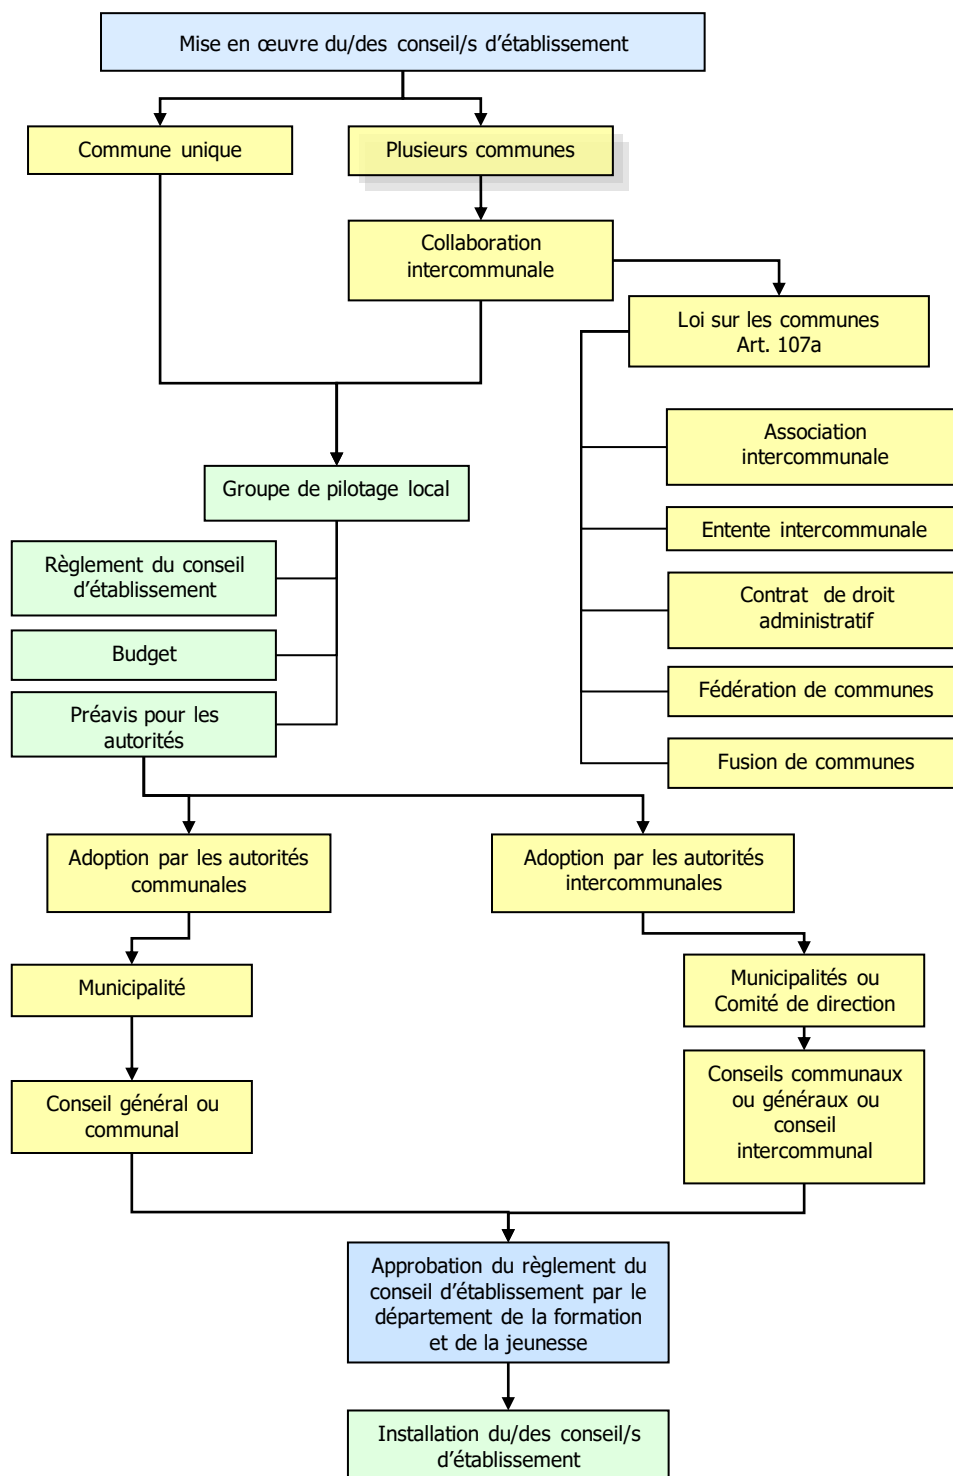 Mise en œuvre du/des conseil/s d'établissement
Commune unique
Plusieurs communes
Collaboration
intercommunale
Loi sur les communes
Art. 107a
Association
intercommunale
Entente intercommunale
Contrat de droit
administratif
Fédération de communes
Fusion de communes
Groupe de pilotage local
Règlement du conseil
d'établissement
Budget
Préavis pour les
autorités
Adoption par les autorités
communales
Adoption par les autorités
intercommunales
Municipalité
Municipalités ou
Comité de direction
Conseil général ou
communal
Conseils communaux
ou généraux ou
conseil
intercommunal
Approbation du règlement du
conseil d'établissement par le
département de la formation
et de la jeunesse
Installation du/des conseil/s
d'établissement